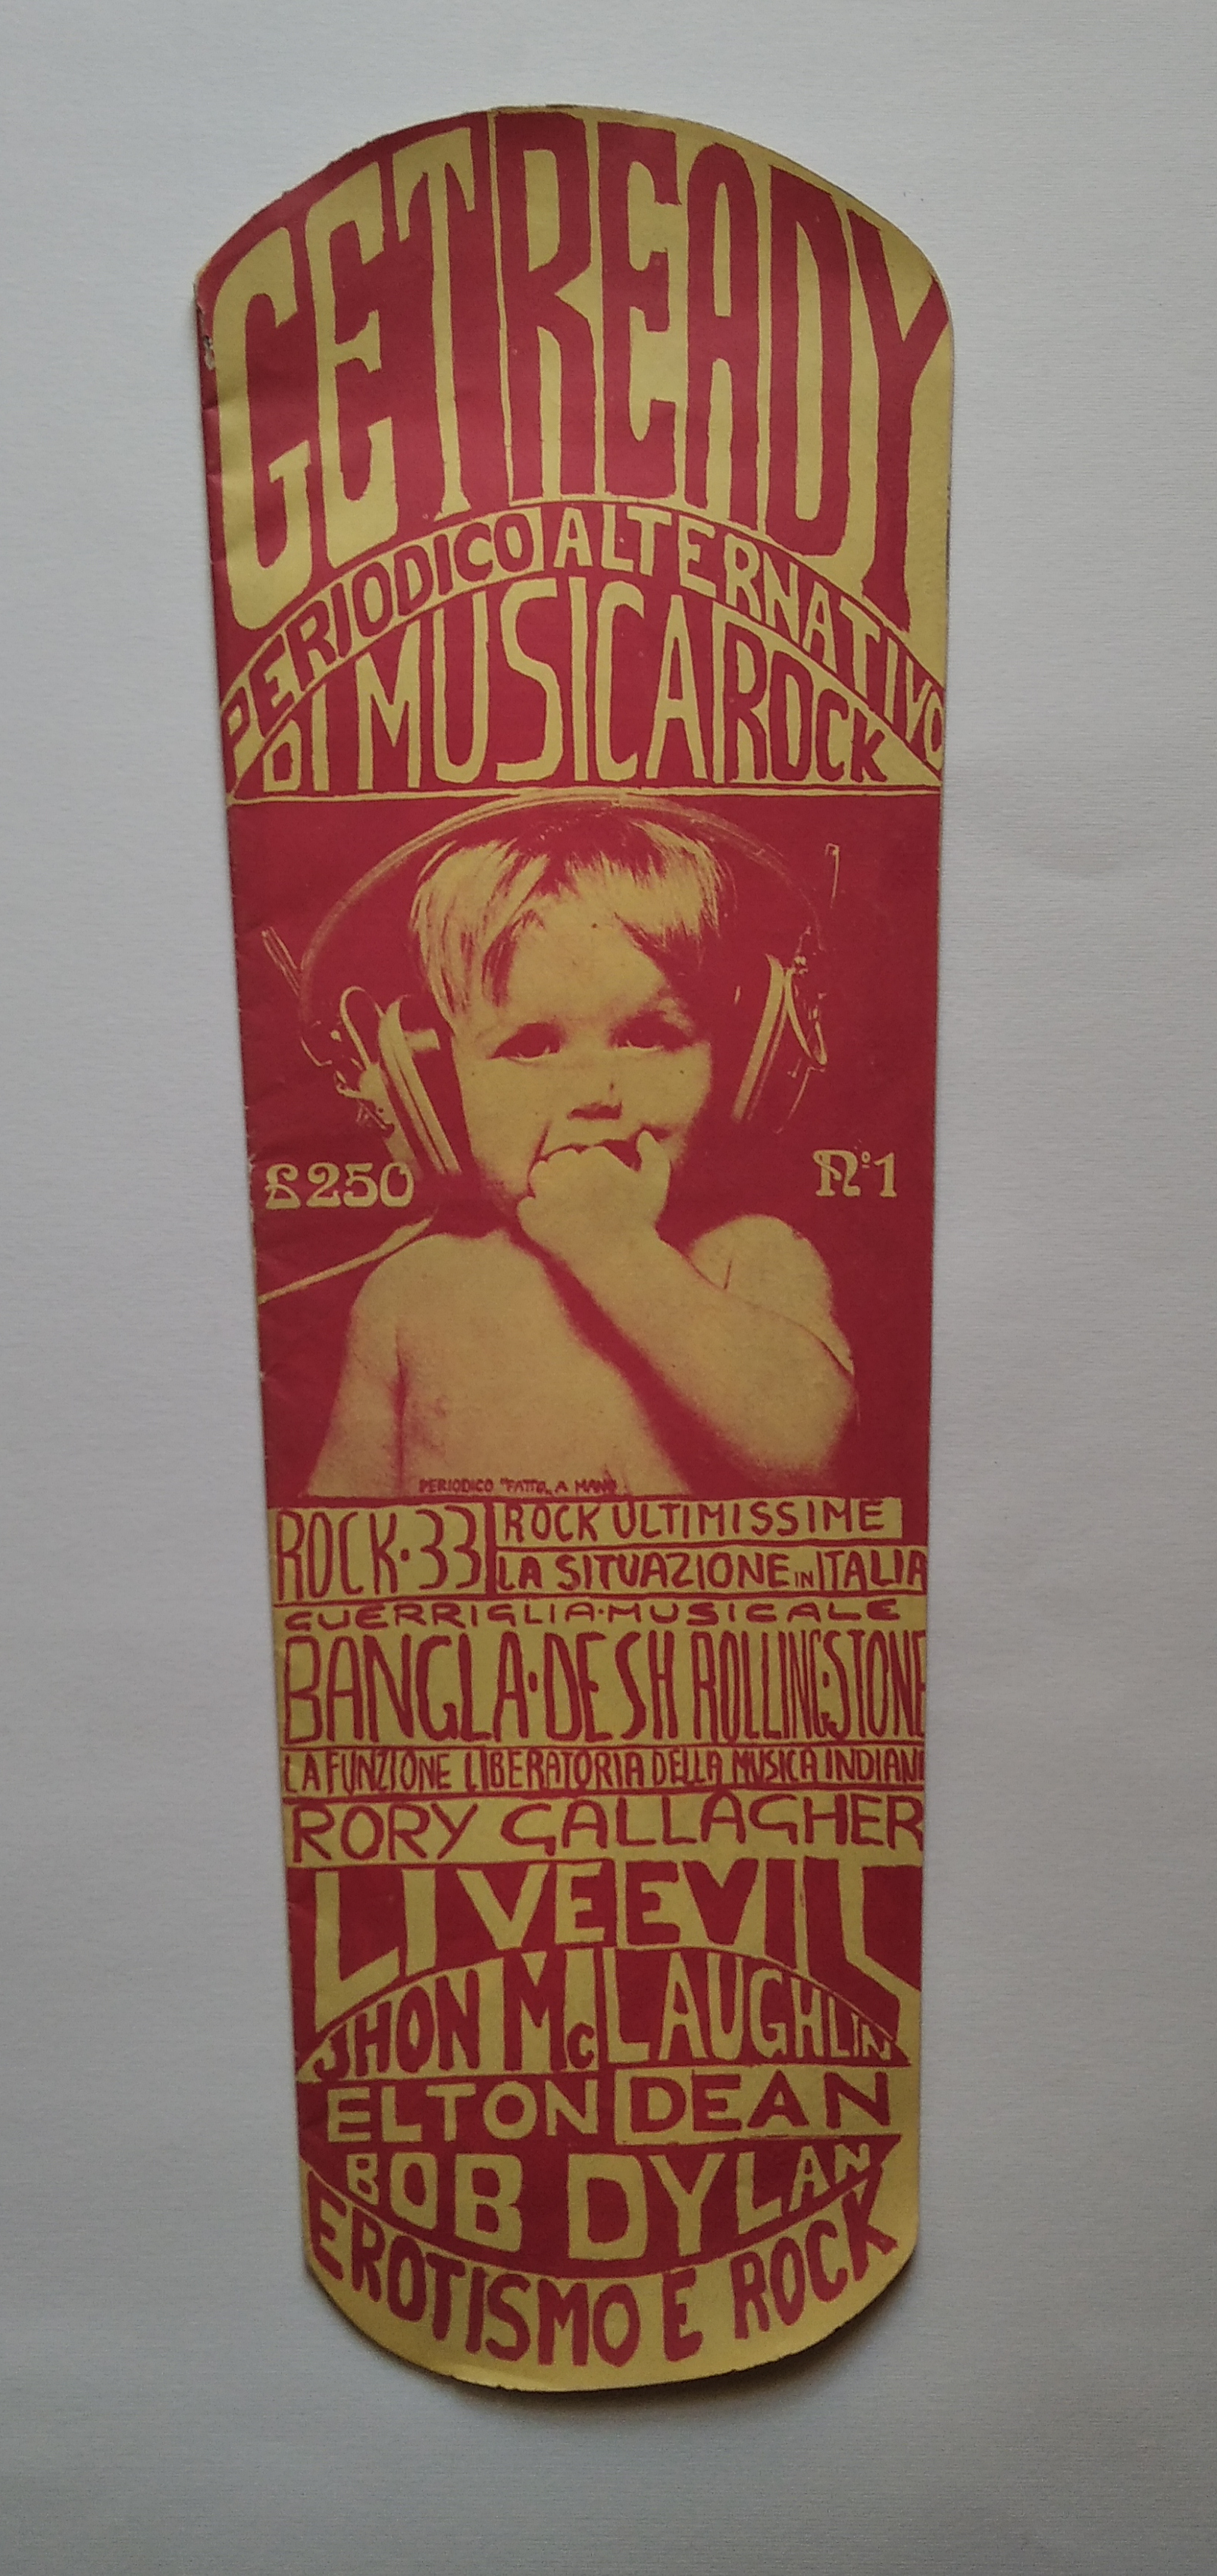 GET READY
PERIODICO ALTERNATIVO
DI MUSICA ROCK
£250
N°1
PERIODICO "FATTO" A MANO
ROCK·33
ROCK ULTIMISSIME
LA SITUAZIONE IN ITALIA
GUERRIGLIA·MUSICALE
BANGLA·DESH ROLLING·STONE
LA FUNZIONE LIBERATORIA DELLA MUSICA INDIANA
RORY GALLAGHER
LIVE EVIL
JHON Mc LAUGHLIN
ELTON DEAN
BOB DYLAN
EROTISMO E ROCK